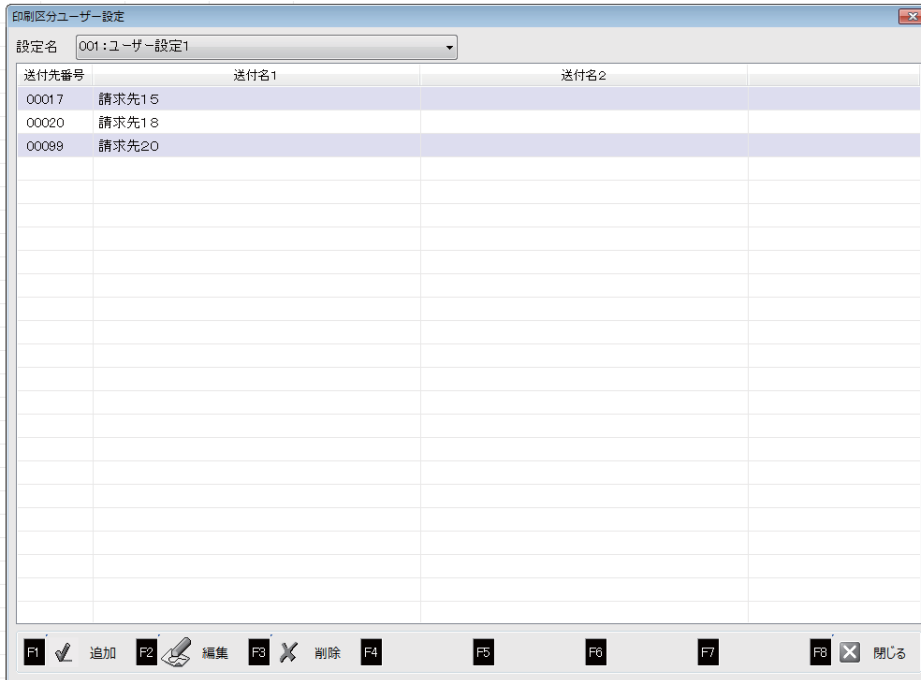 印刷区分ユーザー設定
設定名 001:ユーザー設定1
送付先番号 送付名1 送付名2
00017 請求先15
00020 請求先18
00099 請求先20
F1 追加 F2 編集 F3 削除 F4 F5 F6 F7 F8 閉じる